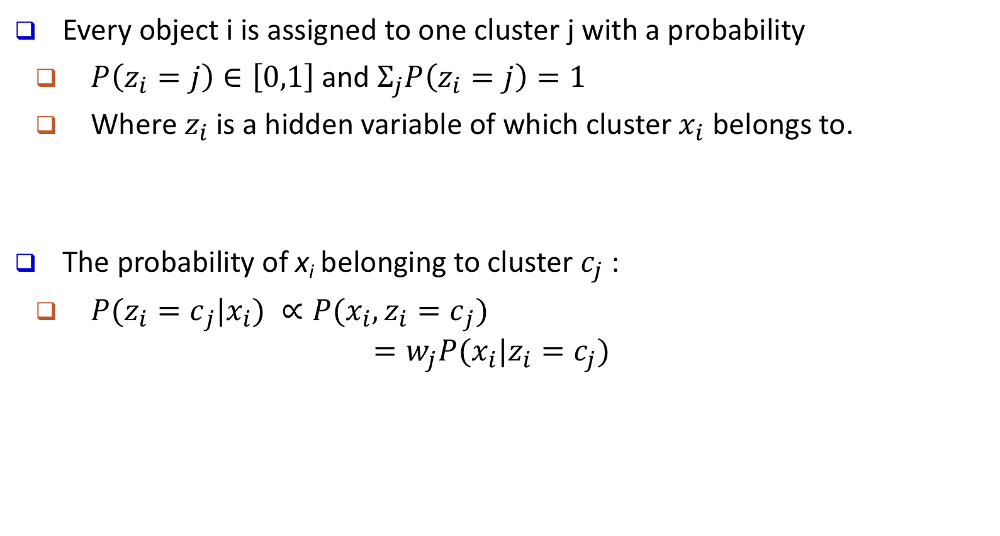 ❑ Every object i is assigned to one cluster j with a probability
❑ $P(z_i = j) \in [0,1]$ and $\Sigma_j P(z_i = j) = 1$
❑ Where $z_i$ is a hidden variable of which cluster $x_i$ belongs to.
❑ The probability of $x_i$ belonging to cluster $c_j$ :
❑ $P(z_i = c_j|x_i) \propto P(x_i, z_i = c_j)$
$= w_j P(x_i|z_i = c_j)$